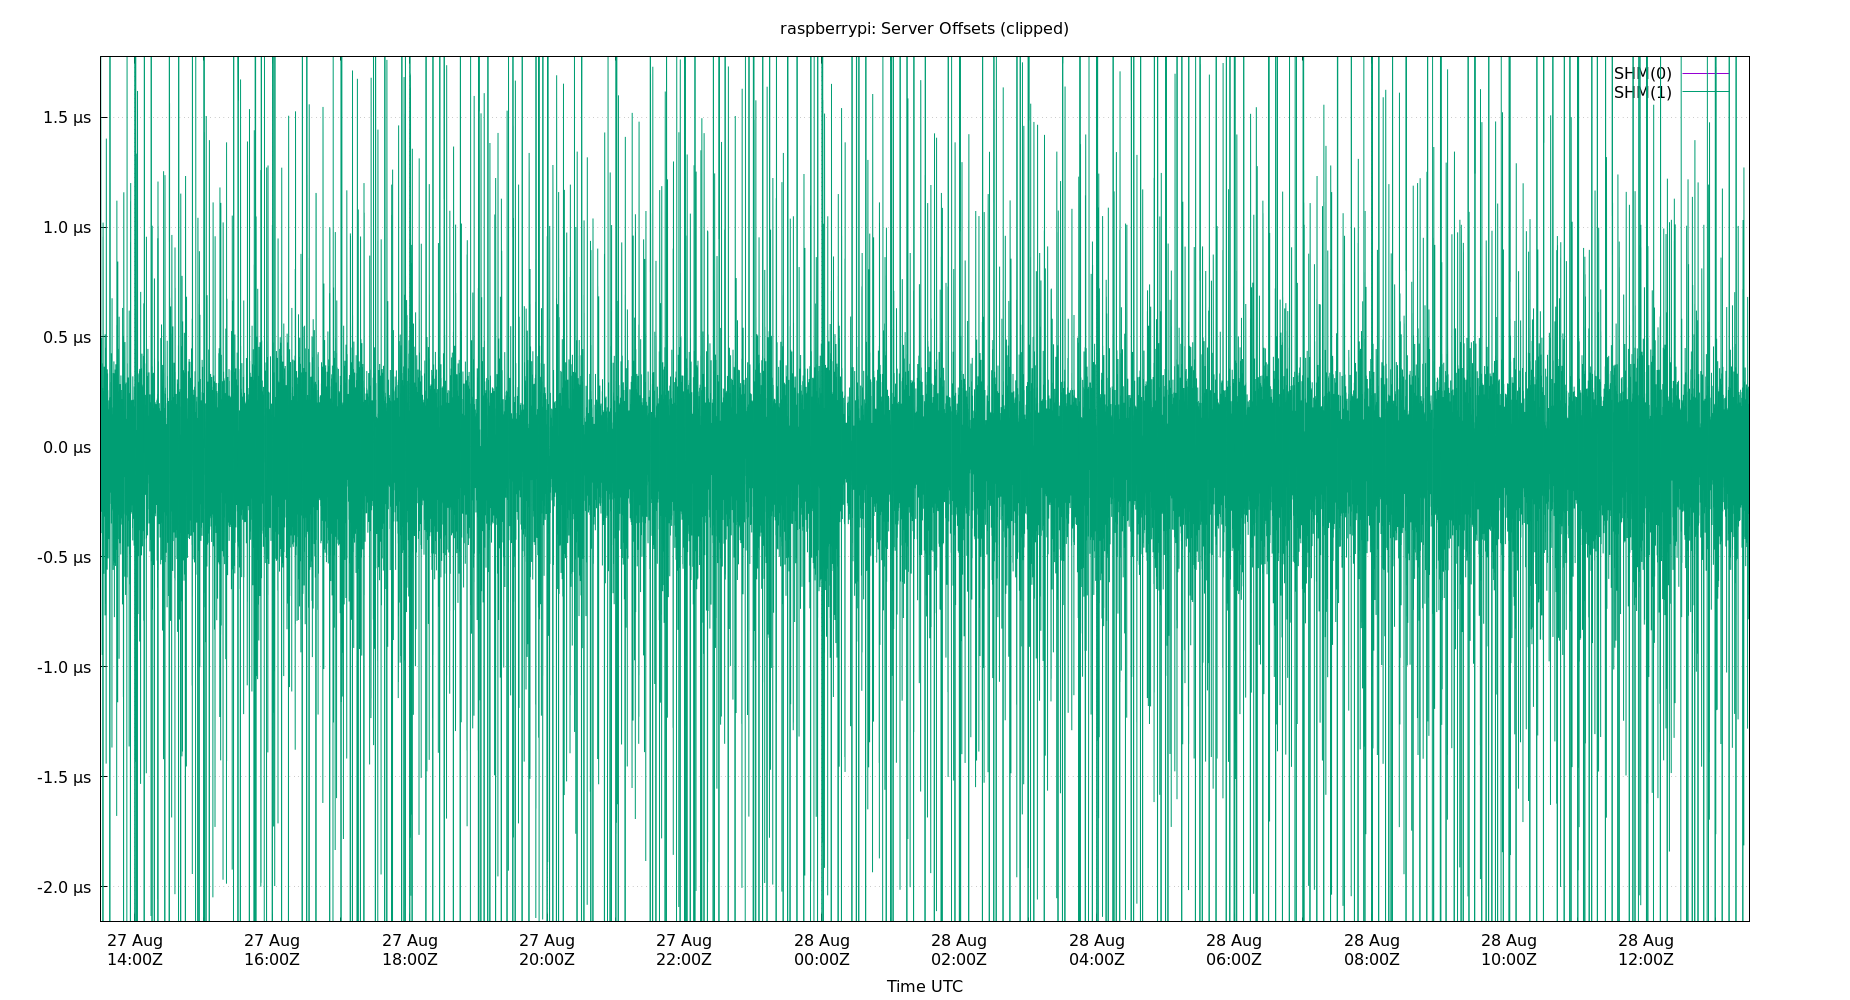 raspberrypi: Server Offsets (clipped)
SHM(0)
SHM(1)
1.5 µs
1.0 µs
0.5 µs
0.0 µs
-0.5 µs
-1.0 µs
-1.5 µs
-2.0 µs
27 Aug 27 Aug 27 Aug 27 Aug 27 Aug 28 Aug 28 Aug 28 Aug 28 Aug 28 Aug 28 Aug 28 Aug
14:00Z 16:00Z 18:00Z 20:00Z 22:00Z 00:00Z 02:00Z 04:00Z 06:00Z 08:00Z 10:00Z 12:00Z
Time UTC